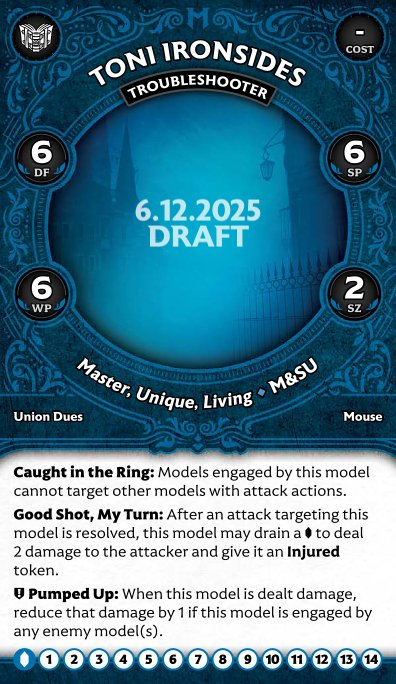 -
COST
TONI IRONSIDES
TROUBLESHOOTER
6
DF
6
SP
6.12.2025
DRAFT
6
WP
2
SZ
Master, Unique, Living ⬥ M&SU
Union Dues
Mouse
Caught in the Ring: Models engaged by this model
cannot target other models with attack actions.
Good Shot, My Turn: After an attack targeting this
model is resolved, this model may drain a ⬧ to deal
2 damage to the attacker and give it an Injured
token.
Pumped Up: When this model is dealt damage,
reduce that damage by 1 if this model is engaged by
any enemy model(s).
1 2 3 4 5 6 7 8 9 10 11 12 13 14